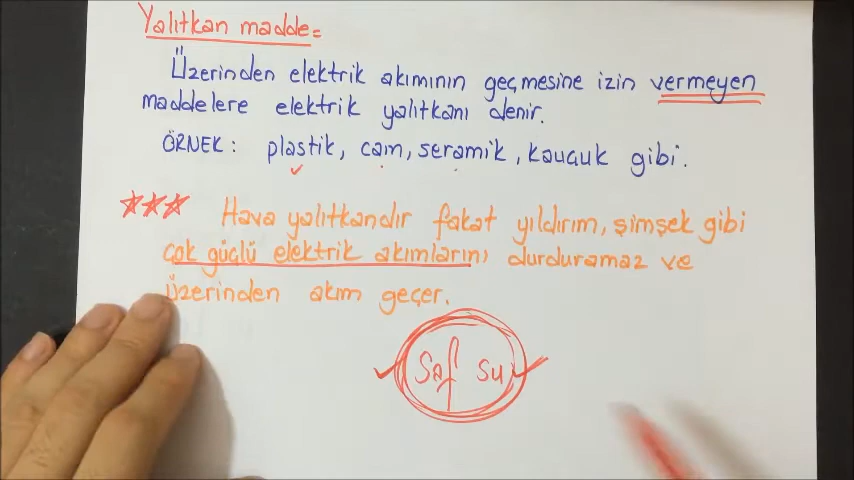 Yalıtkan madde =
Üzerinden elektrik akımının geçmesine izin vermeyen
maddelere elektrik yalıtkanı denir.
ÖRNEK : plastik, cam, seramik, kauçuk gibi.
Hava yalıtkandır fakat yıldırım, şimşek gibi
çok güçlü elektrik akımlarını durduramaz ve
üzerinden akım geçer.
Saf su